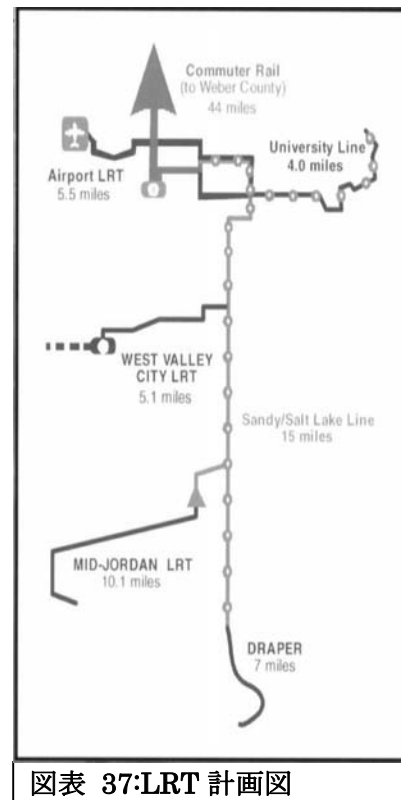 Commuter Rail
(to Weber County)
44 miles
University Line
4.0 miles
Airport LRT
5.5 miles
WEST VALLEY
CITY LRT
5.1 miles
Sandy/Salt Lake Line
15 miles
MID-JORDAN LRT
10.1 miles
DRAPER
7 miles
図表 37:LRT 計画図